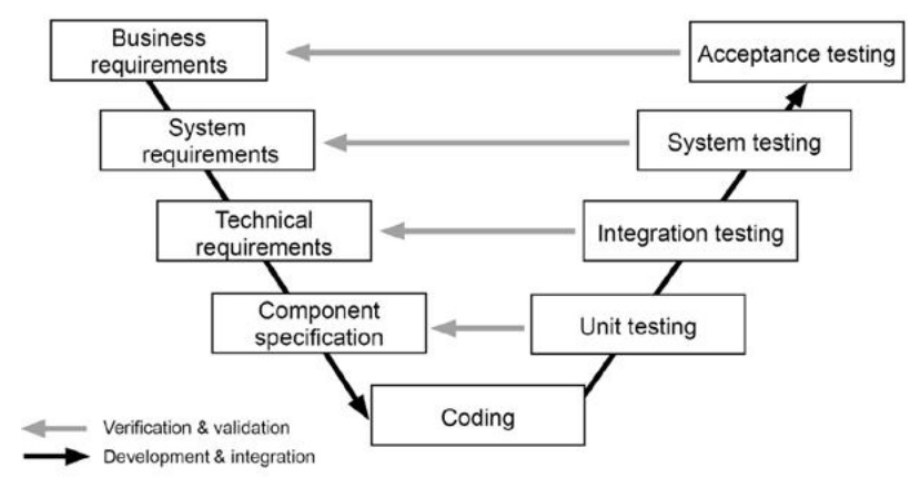 Business
requirements
Acceptance testing
System
requirements
System testing
Technical
requirements
Integration testing
Component
specification
Unit testing
Coding
Verification & validation
Development & integration